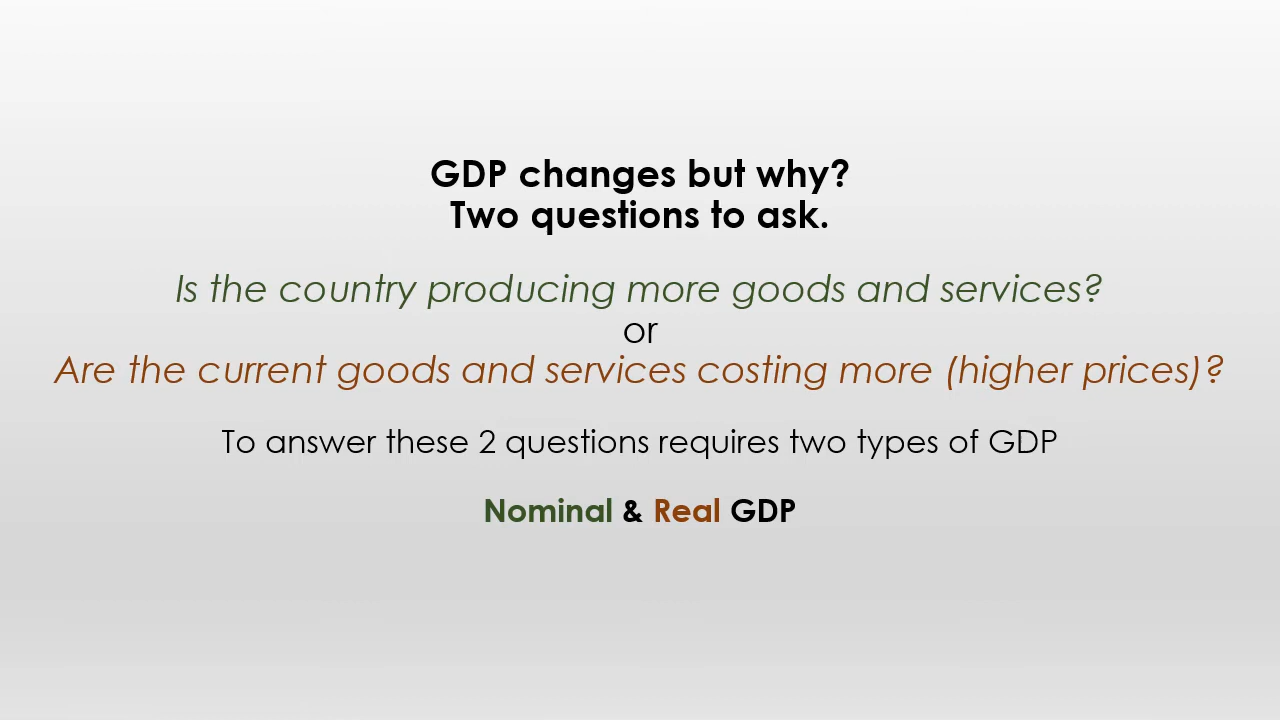 GDP changes but why?
Two questions to ask.
Is the country producing more goods and services?
or
Are the current goods and services costing more (higher prices)?
To answer these 2 questions requires two types of GDP
Nominal & Real GDP